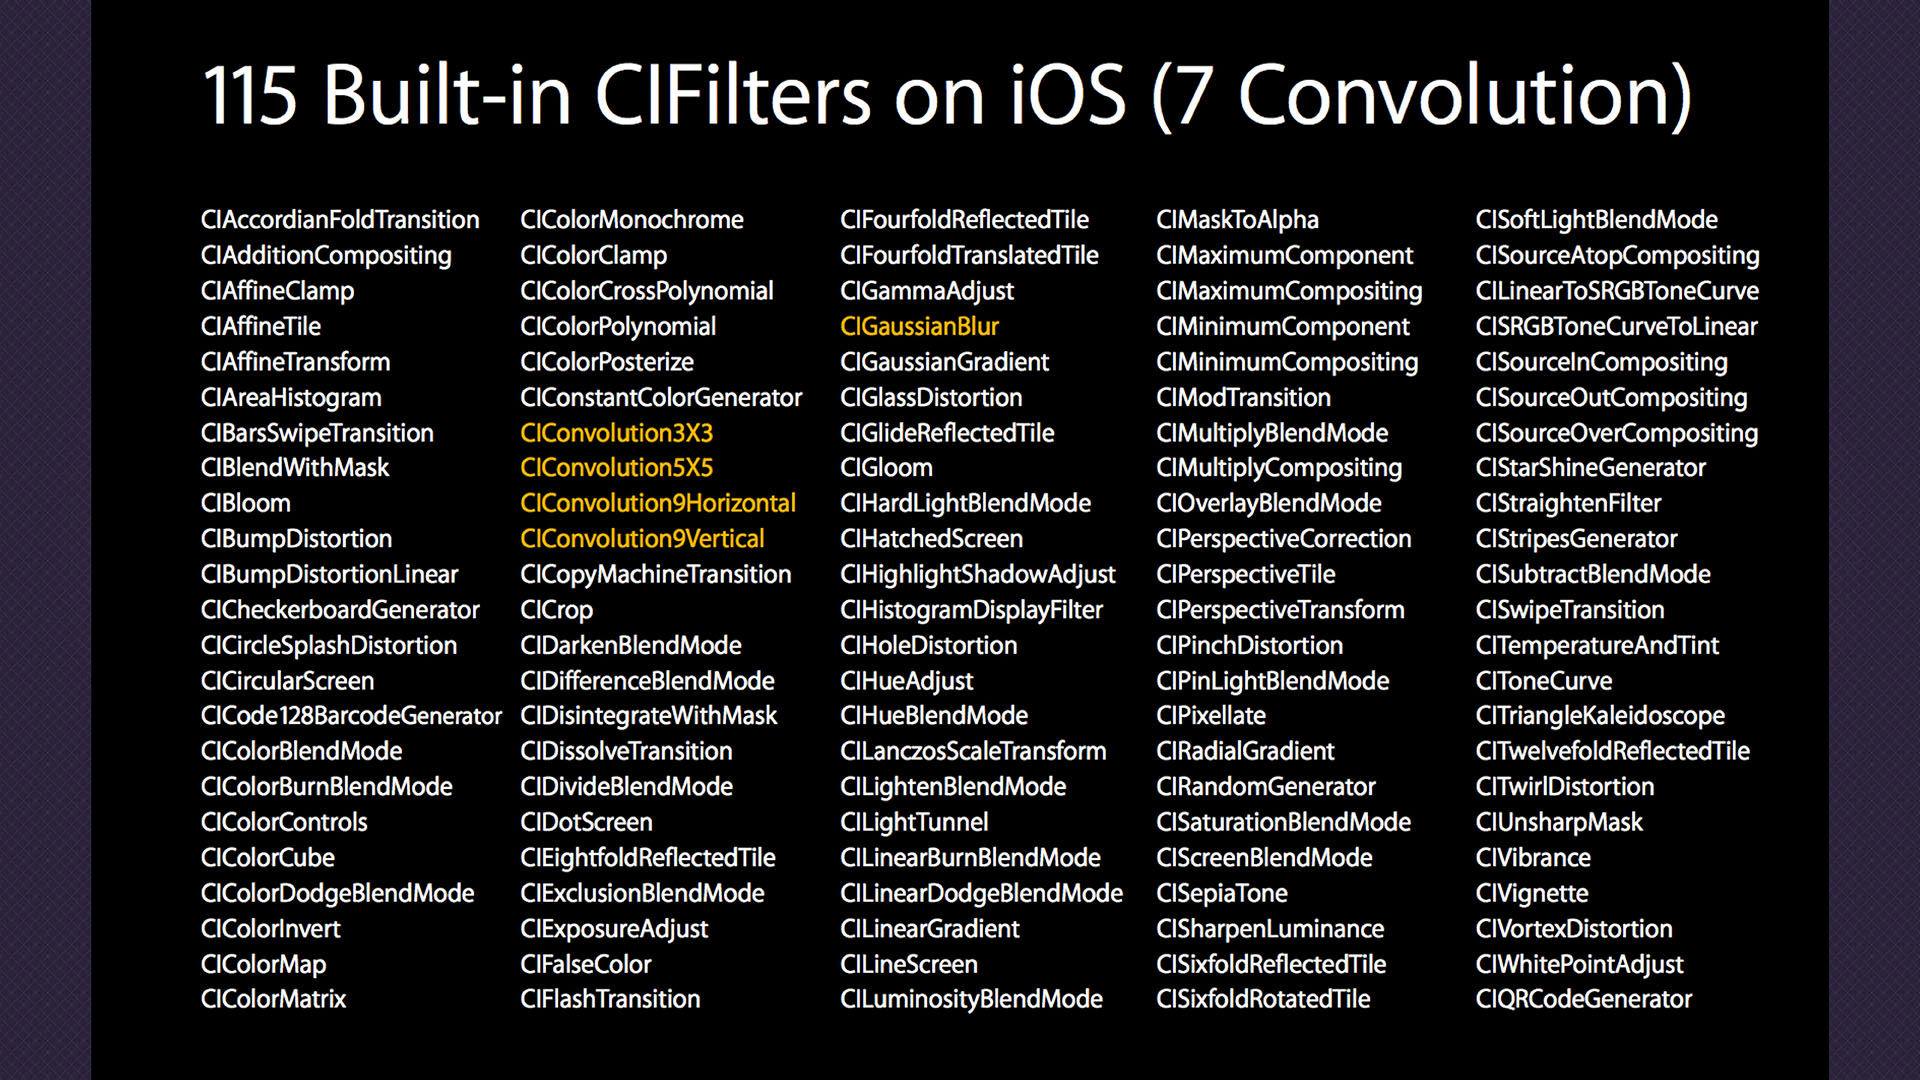 115 Built-in CIFilters on iOS (7 Convolution)
CIAccordianFoldTransition
CIAdditionCompositing
CIAffineClamp
CIAffineTile
CIAffineTransform
CIAreaHistogram
CIBarsSwipeTransition
CIBlendWithMask
CIBloom
CIBumpDistortion
CIBumpDistortionLinear
CICheckerboardGenerator
CICircleSplashDistortion
CICircularScreen
CICode128BarcodeGenerator
CIColorBlendMode
CIColorBurnBlendMode
CIColorControls
CIColorCube
CIColorDodgeBlendMode
CIColorInvert
CIColorMap
CIColorMatrix
CIColorMonochrome
CIColorClamp
CIColorCrossPolynomial
CIColorPolynomial
CIColorPosterize
CIConstantColorGenerator
CIConvolution3X3
CIConvolution5X5
CIConvolution9Horizontal
CIConvolution9Vertical
CICopyMachineTransition
CICrop
CIDarkenBlendMode
CIDifferenceBlendMode
CIDisintegrateWithMask
CIDissolveTransition
CIDivideBlendMode
CIDotScreen
CIEightfoldReflectedTile
CIExclusionBlendMode
CIExposureAdjust
CIFalseColor
CIFlashTransition
CIFourfoldReflectedTile
CIFourfoldTranslatedTile
CIGammaAdjust
CIGaussianBlur
CIGaussianGradient
CIGlassDistortion
CIGlideReflectedTile
CIGloom
CIHardLightBlendMode
CIHatchedScreen
CIHighlightShadowAdjust
CIHistogramDisplayFilter
CIHoleDistortion
CIHueAdjust
CIHueBlendMode
CILanczosScaleTransform
CILightenBlendMode
CILightTunnel
CILinearBurnBlendMode
CILinearDodgeBlendMode
CILinearGradient
CILineScreen
CILuminosityBlendMode
CIMaskToAlpha
CIMaximumComponent
CIMaximumCompositing
CIMinimumComponent
CIMinimumCompositing
CIModTransition
CIMultiplyBlendMode
CIMultiplyCompositing
CIOverlayBlendMode
CIPerspectiveCorrection
CIPerspectiveTile
CIPerspectiveTransform
CIPinchDistortion
CIPinLightBlendMode
CIPixellate
CIRadialGradient
CIRandomGenerator
CISaturationBlendMode
CIScreenBlendMode
CISepiaTone
CISharpenLuminance
CISixfoldReflectedTile
CISixfoldRotatedTile
CISoftLightBlendMode
CISourceAtopCompositing
CILinearToSRGBToneCurve
CISRGBToneCurveToLinear
CISourceInCompositing
CISourceOutCompositing
CISourceOverCompositing
CIStarShineGenerator
CIStraightenFilter
CIStripesGenerator
CISubtractBlendMode
CISwipeTransition
CITemperatureAndTint
CIToneCurve
CITriangleKaleidoscope
CITwelvefoldReflectedTile
CITwirlDistortion
CIUnsharpMask
CIVibrance
CIVignette
CIVortexDistortion
CIWhitePointAdjust
CIQRCodeGenerator